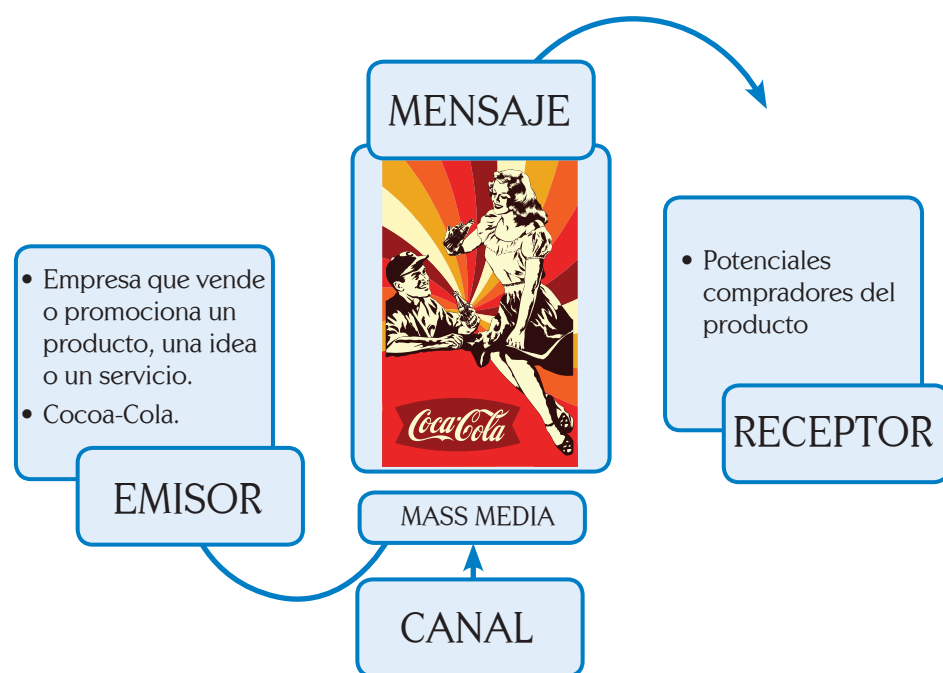 MENSAJE
Coca-Cola
• Empresa que vende
o promociona un
producto, una idea
o un servicio.
• Cocoa-Cola.
EMISOR
MASS MEDIA
CANAL
• Potenciales
compradores del
producto
RECEPTOR